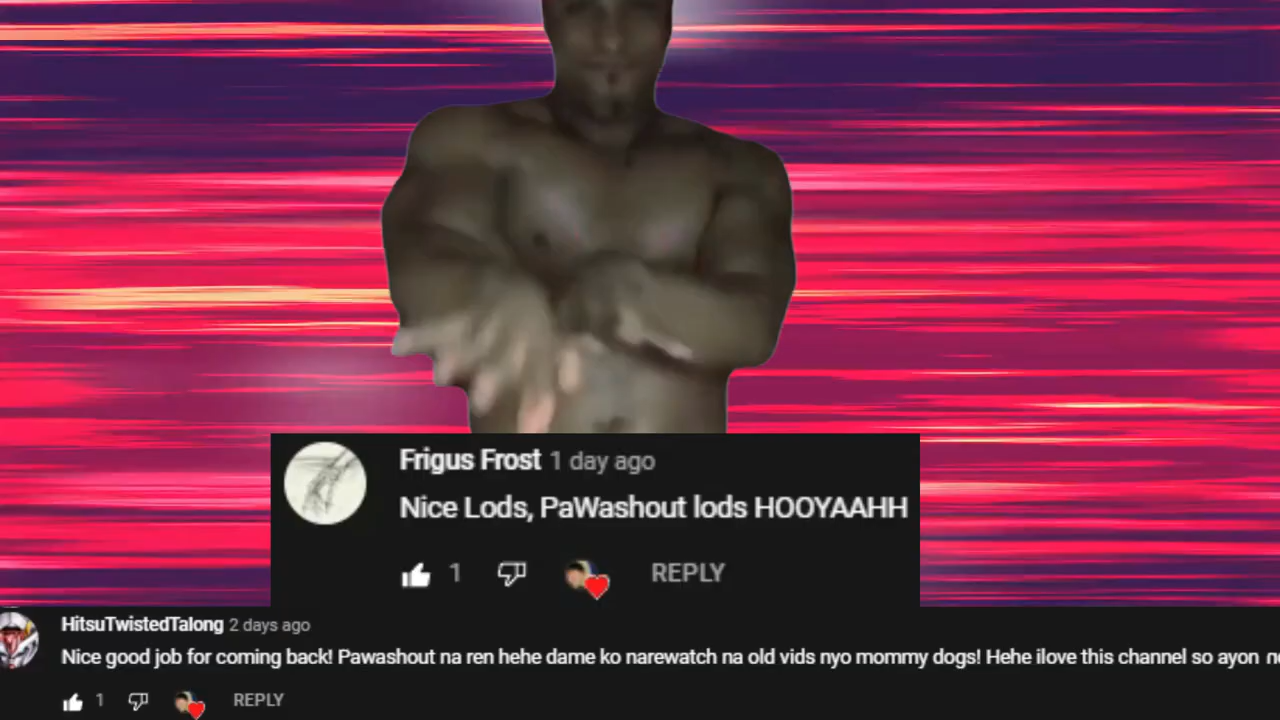 Frigus Frost 1 day ago
Nice Lods, PaWashout lods HOOYAAHH
1 REPLY
HitsuTwistedTalong 2 days ago
Nice good job for coming back! Pawashout na ren hehe dame ko narewatch na old vids nyo mommy dogs! Hehe ilove this channel so ayon
1 REPLY